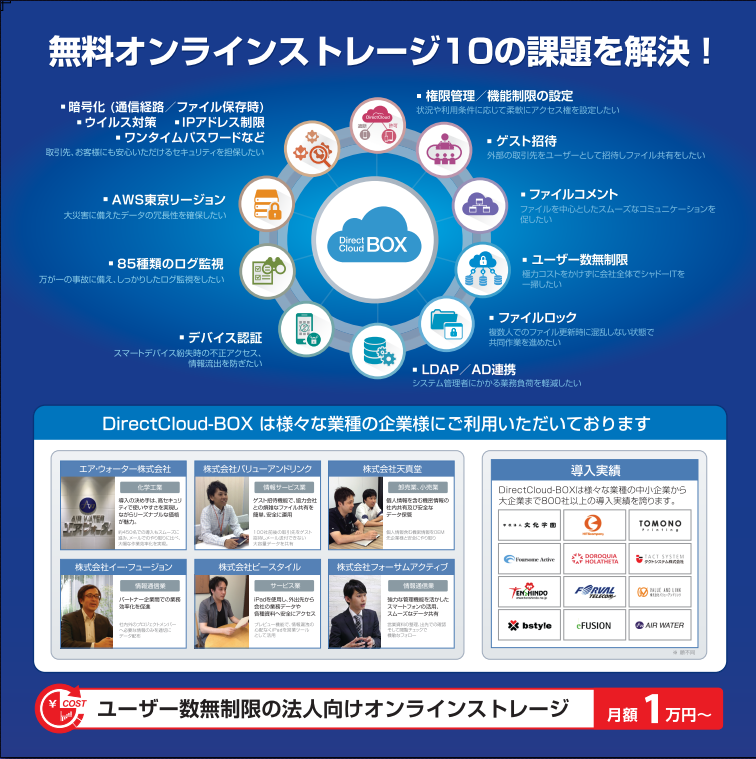 無料オンラインストレージ10の課題を解決！
▪ 暗号化（通信経路／ファイル保存時）
▪ ウイルス対策　▪ IPアドレス制限
▪ ワンタイムパスワードなど
取引先、お客様にも安心いただけるセキュリティを担保したい
▪ AWS東京リージョン
大災害に備えたデータの冗長性を確保したい
▪ 85種類のログ監視
万が一の事故に備え、しっかりしたログ監視をしたい
▪ デバイス認証
スマートデバイス紛失時の不正アクセス、
情報流出を防ぎたい
▪ 権限管理／機能制限の設定
状況や利用条件に応じて柔軟にアクセス権を設定したい
▪ ゲスト招待
外部の取引先をユーザーとして招待しファイル共有をしたい
▪ ファイルコメント
ファイルを中心としたスムーズなコミュニケーションを
促したい
▪ ユーザー数無制限
極力コストをかけずに会社全体でシャドーITを
一掃したい
▪ ファイルロック
複数人でのファイル更新時に混乱しない状態で
共同作業を進めたい
▪ LDAP／AD連携
システム管理者にかかる業務負荷を軽減したい
DirectCloud
Direct
Cloud BOX
DirectCloud-BOX は様々な業種の企業様にご利用いただいております
エア・ウォーター株式会社
化学工業
導入の決め手は、高セキュリ
ティで使いやすさを実現し
ながらリーズナブルな価格
が魅力。
株式会社バリューアンドリンク
情報サービス業
ゲスト招待機能で、協力会社
との煩雑なファイル共有を
簡単、安全に運用
株式会社天真堂
卸売業、小売業
個人情報を含む機密情報の
社内共有及び安全な
データ保管
株式会社イー・フュージョン
情報通信業
パートナー企業間での業務
効率化を促進
株式会社ビースタイル
サービス業
iPadを使用し、外出先から
会社の業務データや
各種資料へ安全にアクセス
株式会社フォーサムアクティブ
情報通信業
強力な管理機能を活かした
スマートフォンの活用、
スムーズなデータ共有
導入実績
DirectCloud-BOXは様々な業種の中小企業から
大企業まで800社以上の導入実績を誇ります。
学校法人 文化学園
TOMONO
Printing
Foursome Active
DOROQUIA
HOLATHETA
TACT SYSTEM
タクトシステム株式会社
TENSHINDO
FORVAL
TELECOM
VALUE AND LINK
bstyle
eFUSION
AIR WATER
※ 順不同
¥ COST
ユーザー数無制限の法人向けオンラインストレージ
月額 1万円〜